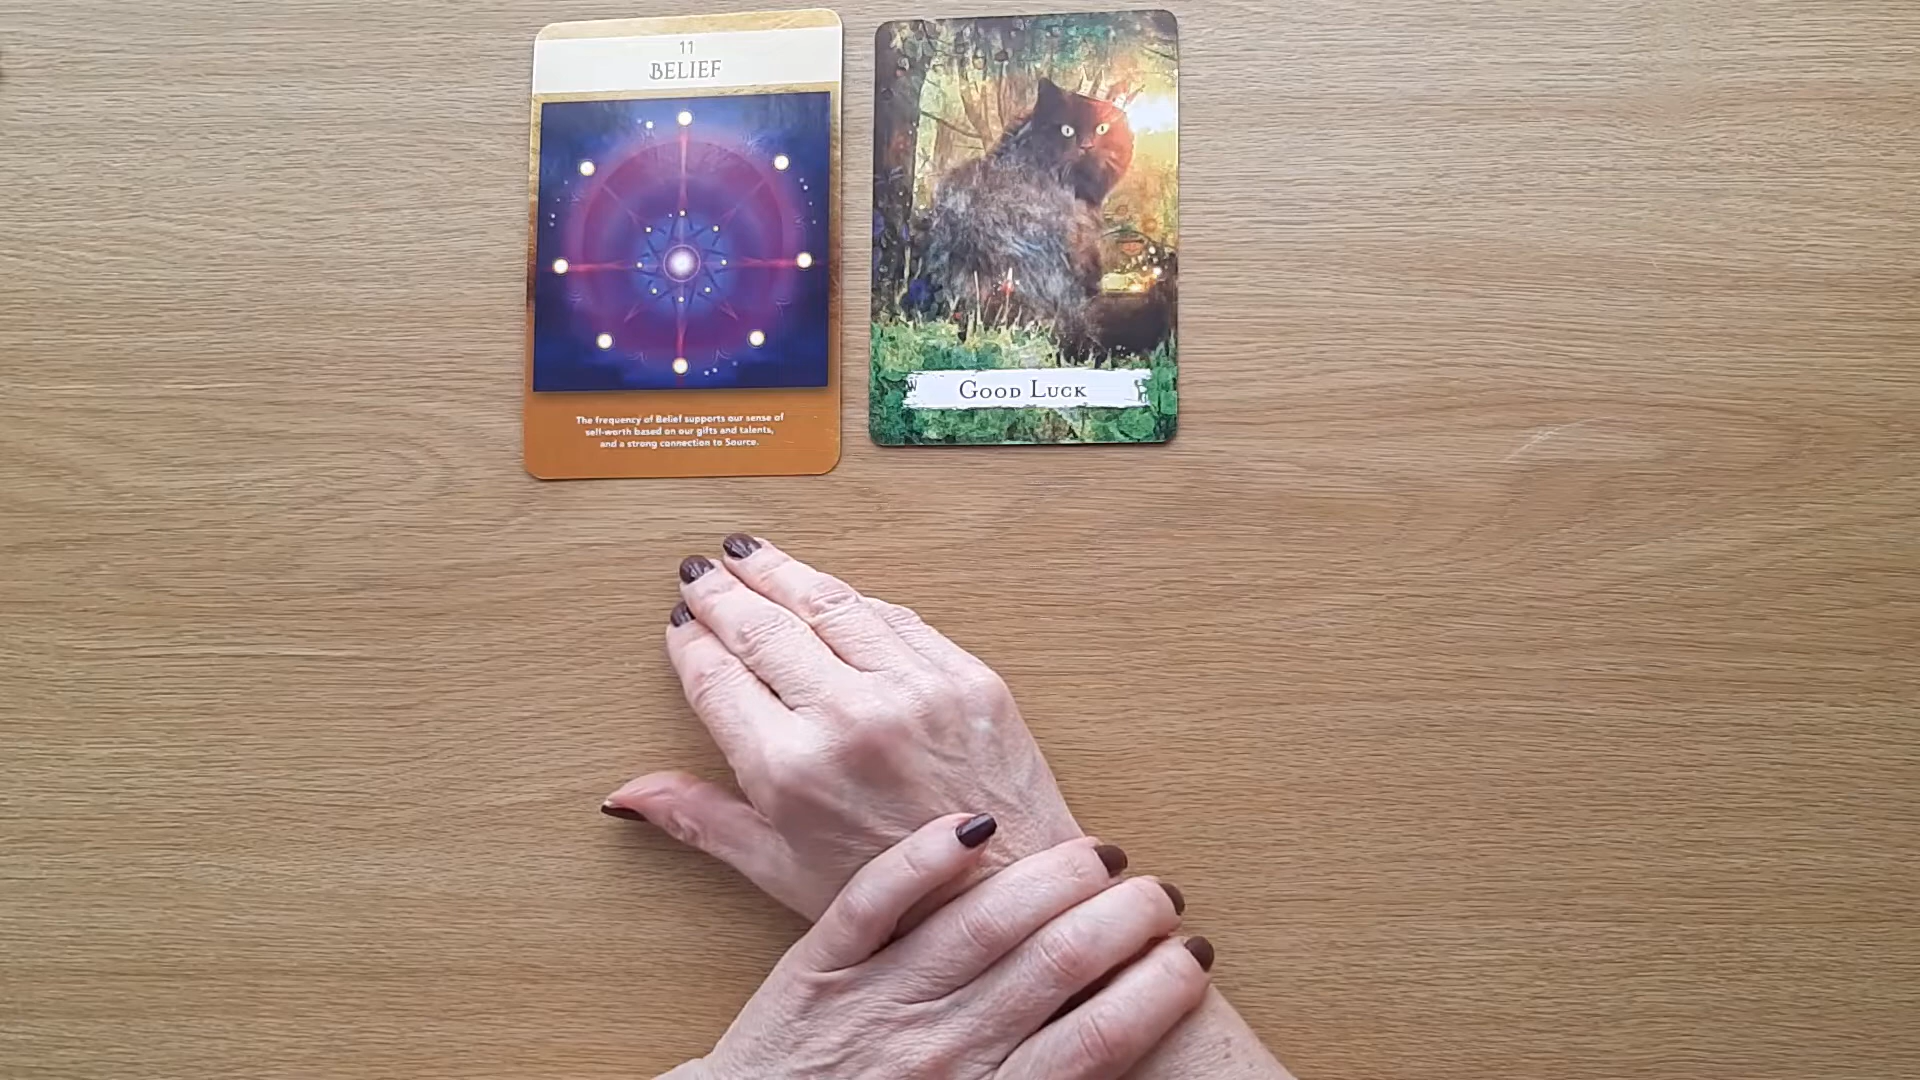 11
BELIEF
The frequency of Belief supports our sense of
self-worth based on our gifts and talents,
and a strong connection to Source.
GOOD LUCK